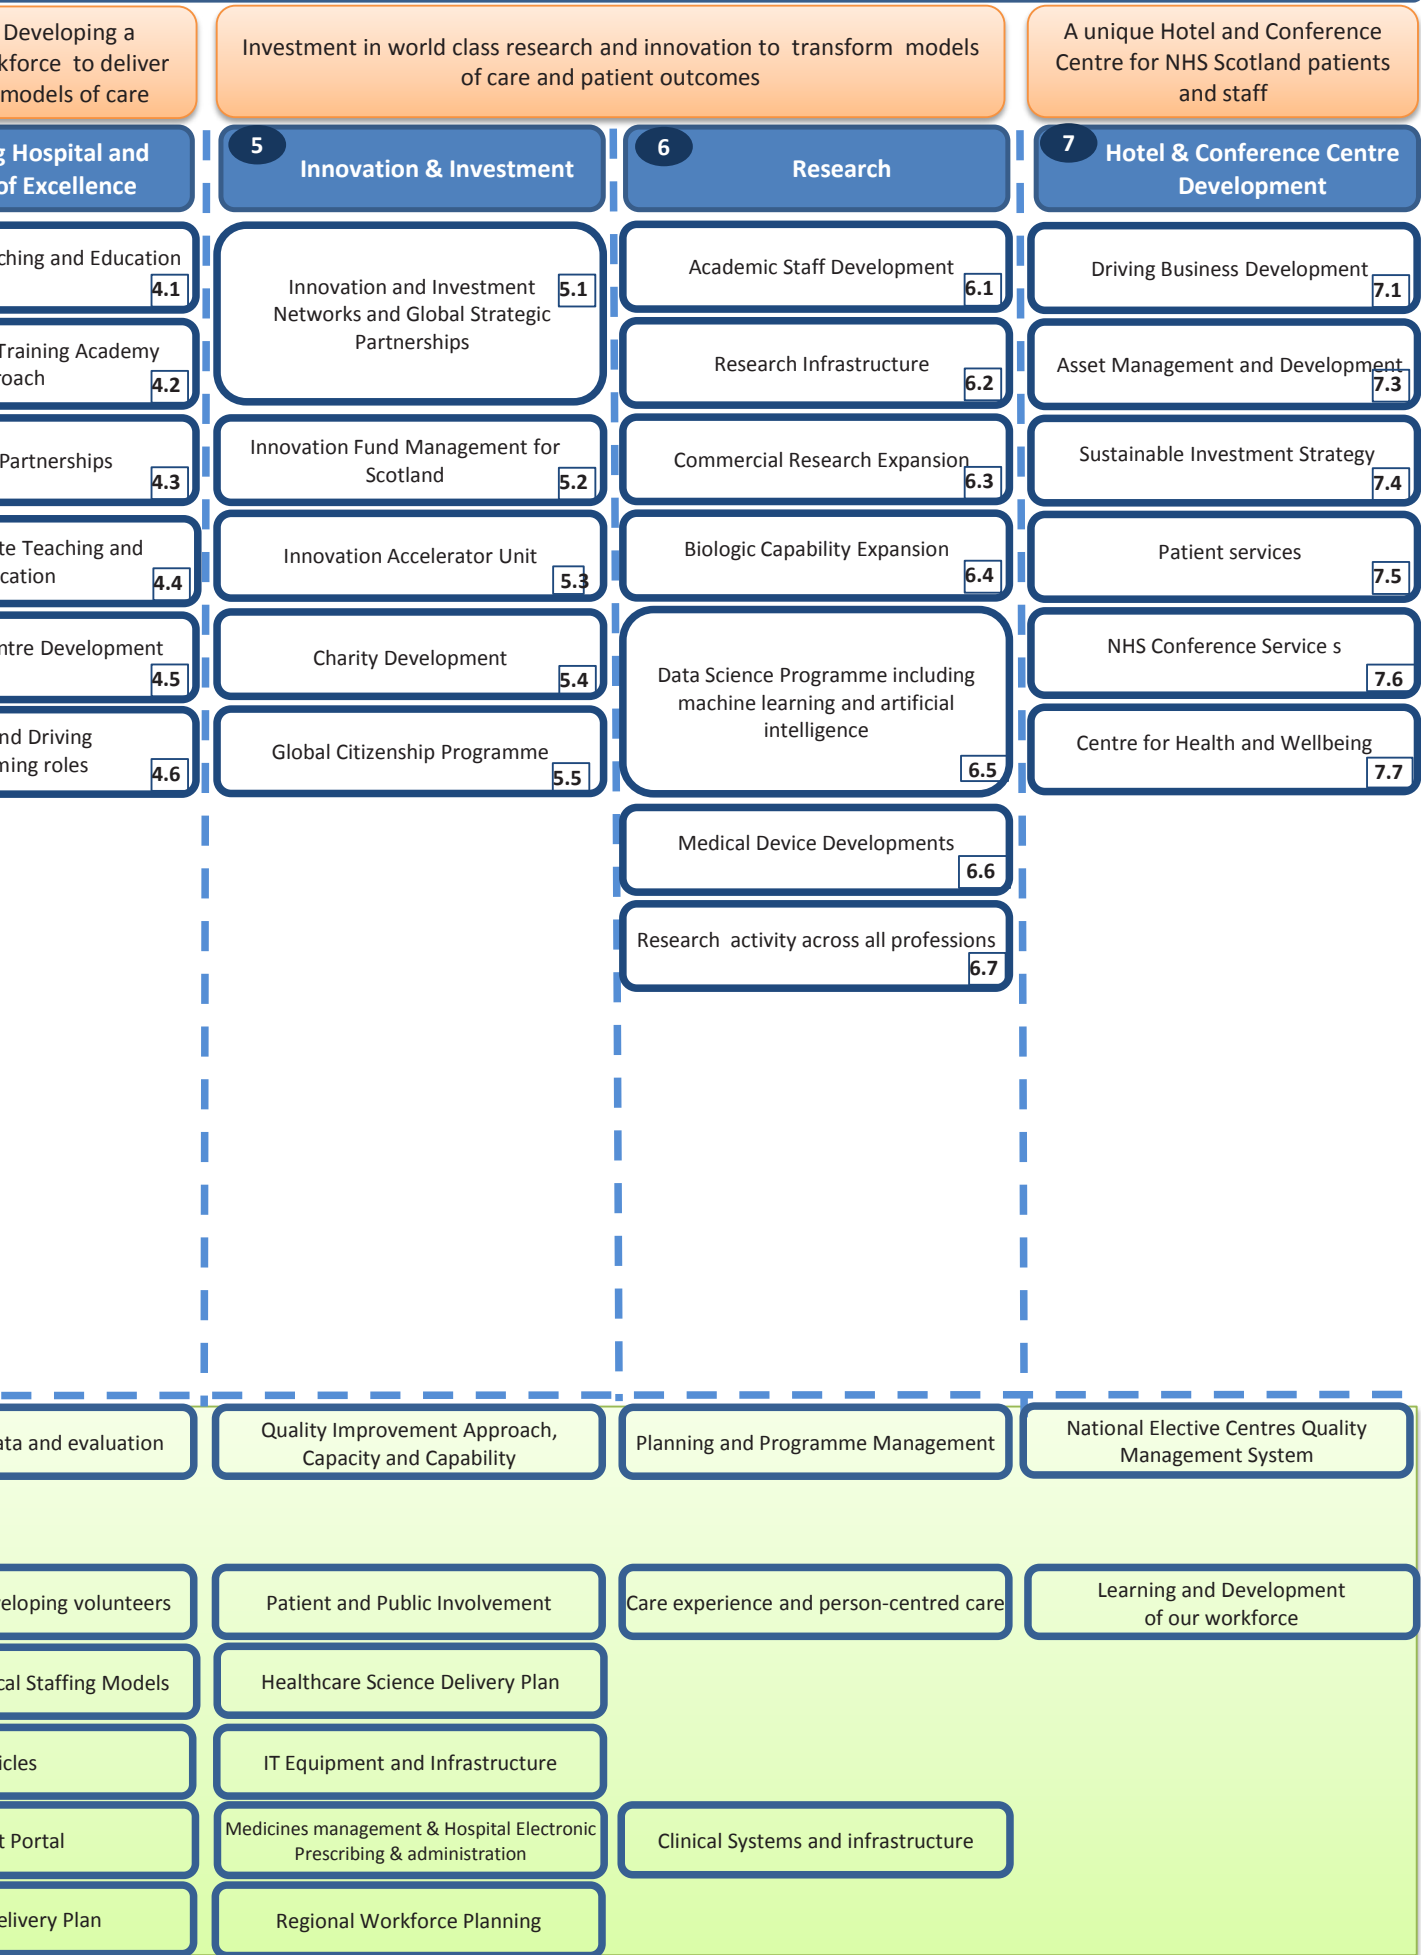 Developing a
kforce to deliver
models of care
Investment in world class research and innovation to transform models
of care and patient outcomes
A unique Hotel and Conference
Centre for NHS Scotland patients
and staff
g Hospital and
of Excellence
5
Innovation & Investment
6
Research
7
Hotel & Conference Centre
Development
ching and Education
4.1
Training Academy
roach
4.2
Partnerships
4.3
te Teaching and
cation
4.4
ntre Development
4.5
nd Driving
ming roles
4.6
Innovation and Investment
Networks and Global Strategic
Partnerships
5.1
Innovation Fund Management for
Scotland
5.2
Innovation Accelerator Unit
5.3
Charity Development
5.4
Global Citizenship Programme
5.5
Academic Staff Development
6.1
Research Infrastructure
6.2
Commercial Research Expansion
6.3
Biologic Capability Expansion
6.4
Data Science Programme including
machine learning and artificial
intelligence
6.5
Medical Device Developments
6.6
Research activity across all professions
6.7
Driving Business Development
7.1
Asset Management and Development
7.3
Sustainable Investment Strategy
7.4
Patient services
7.5
NHS Conference Service s
7.6
Centre for Health and Wellbeing
7.7
ata and evaluation
Quality Improvement Approach,
Capacity and Capability
Planning and Programme Management
National Elective Centres Quality
Management System
eloping volunteers
Patient and Public Involvement
Care experience and person-centred care
Learning and Development
of our workforce
cal Staffing Models
Healthcare Science Delivery Plan
icles
IT Equipment and Infrastructure
t Portal
Medicines management & Hospital Electronic
Prescribing & administration
Clinical Systems and infrastructure
elivery Plan
Regional Workforce Planning